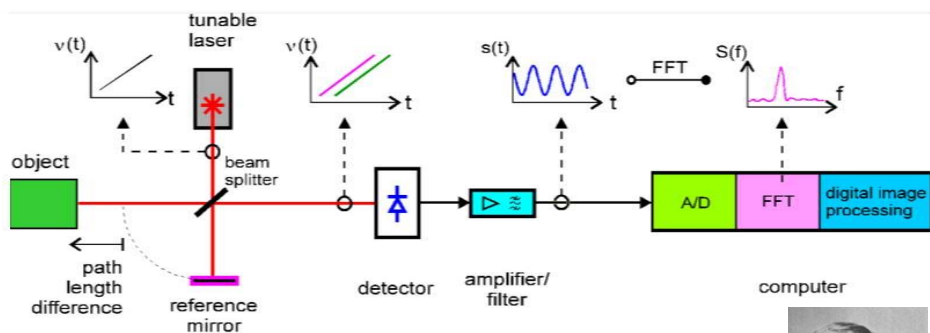 tunable
laser
ν(t)
t
ν(t)
t
s(t)
t
FFT
S(f)
f
object
beam
splitter
A/D
FFT
digital image
processing
path
length
difference
reference
mirror
detector
amplifier/
filter
computer